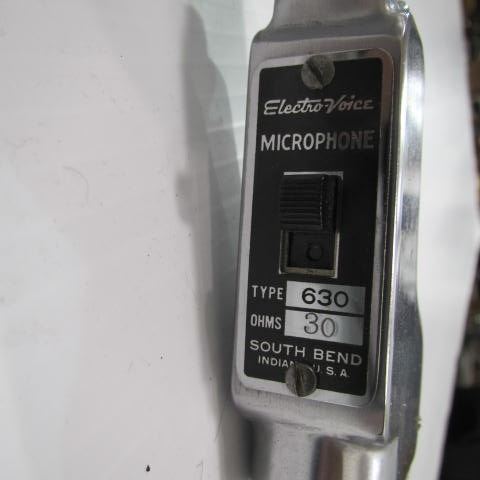 Electro-Voice
MICROPHONE
TYPE 630
OHMS 30
SOUTH BEND
U.S.A.